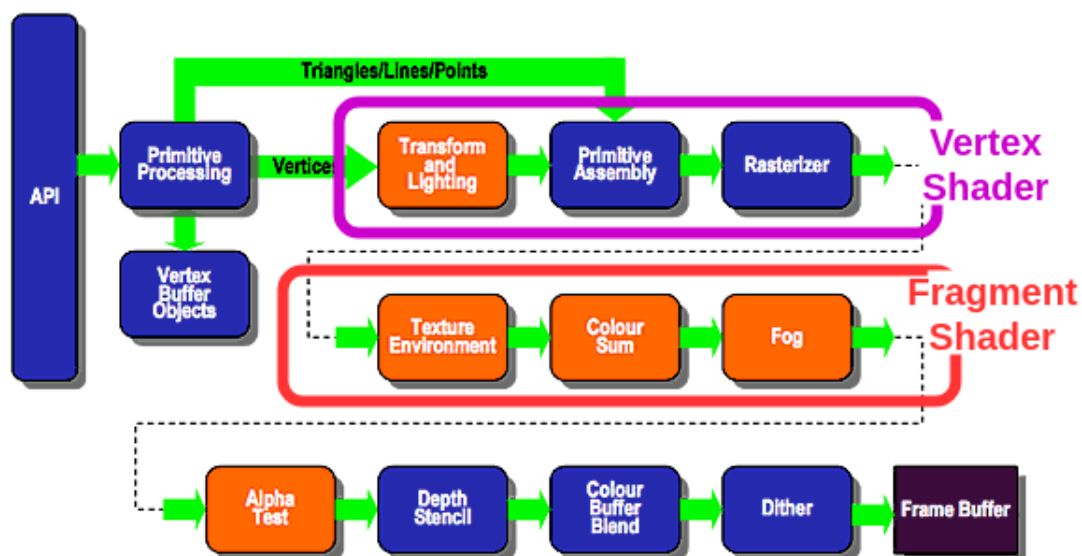 Triangles/Lines/Points
API
Primitive
Processing
Vertices
Transform
and
Lighting
Primitive
Assembly
Rasterizer
Vertex
Shader
Vertex
Buffer
Objects
Texture
Environment
Colour
Sum
Fog
Fragment
Shader
Alpha
Test
Depth
Stencil
Colour
Buffer
Blend
Dither
Frame Buffer